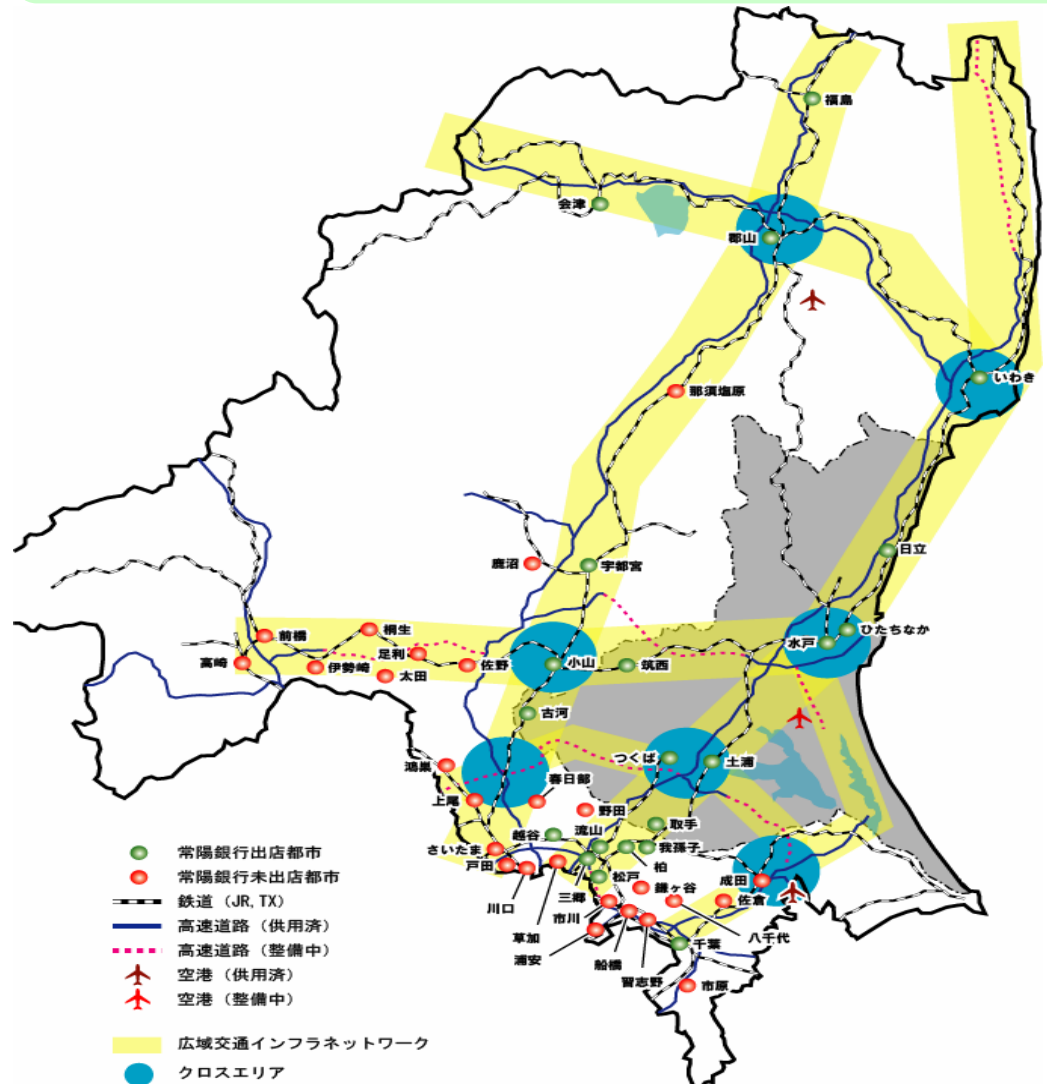 福島
会津
郡山
いわき
那須塩原
日立
鹿沼
宇都宮
ひたちなか
水戸
前橋
桐生
足利
高崎
伊勢崎
太田
佐野
小山
筑西
古河
つくば
土浦
鴻巣
上尾
春日部
野田
越谷
流山
取手
さいたま
我孫子
戸田
柏
松戸
鎌ヶ谷
成田
川口
三郷
佐倉
市川
草加
八千代
浦安
千葉
船橋
習志野
市原
常陽銀行出店都市
常陽銀行未出店都市
鉄道(JR,TX)
高速道路(供用済)
高速道路(整備中)
空港(供用済)
空港(整備中)
広域交通インフラネットワーク
クロスエリア